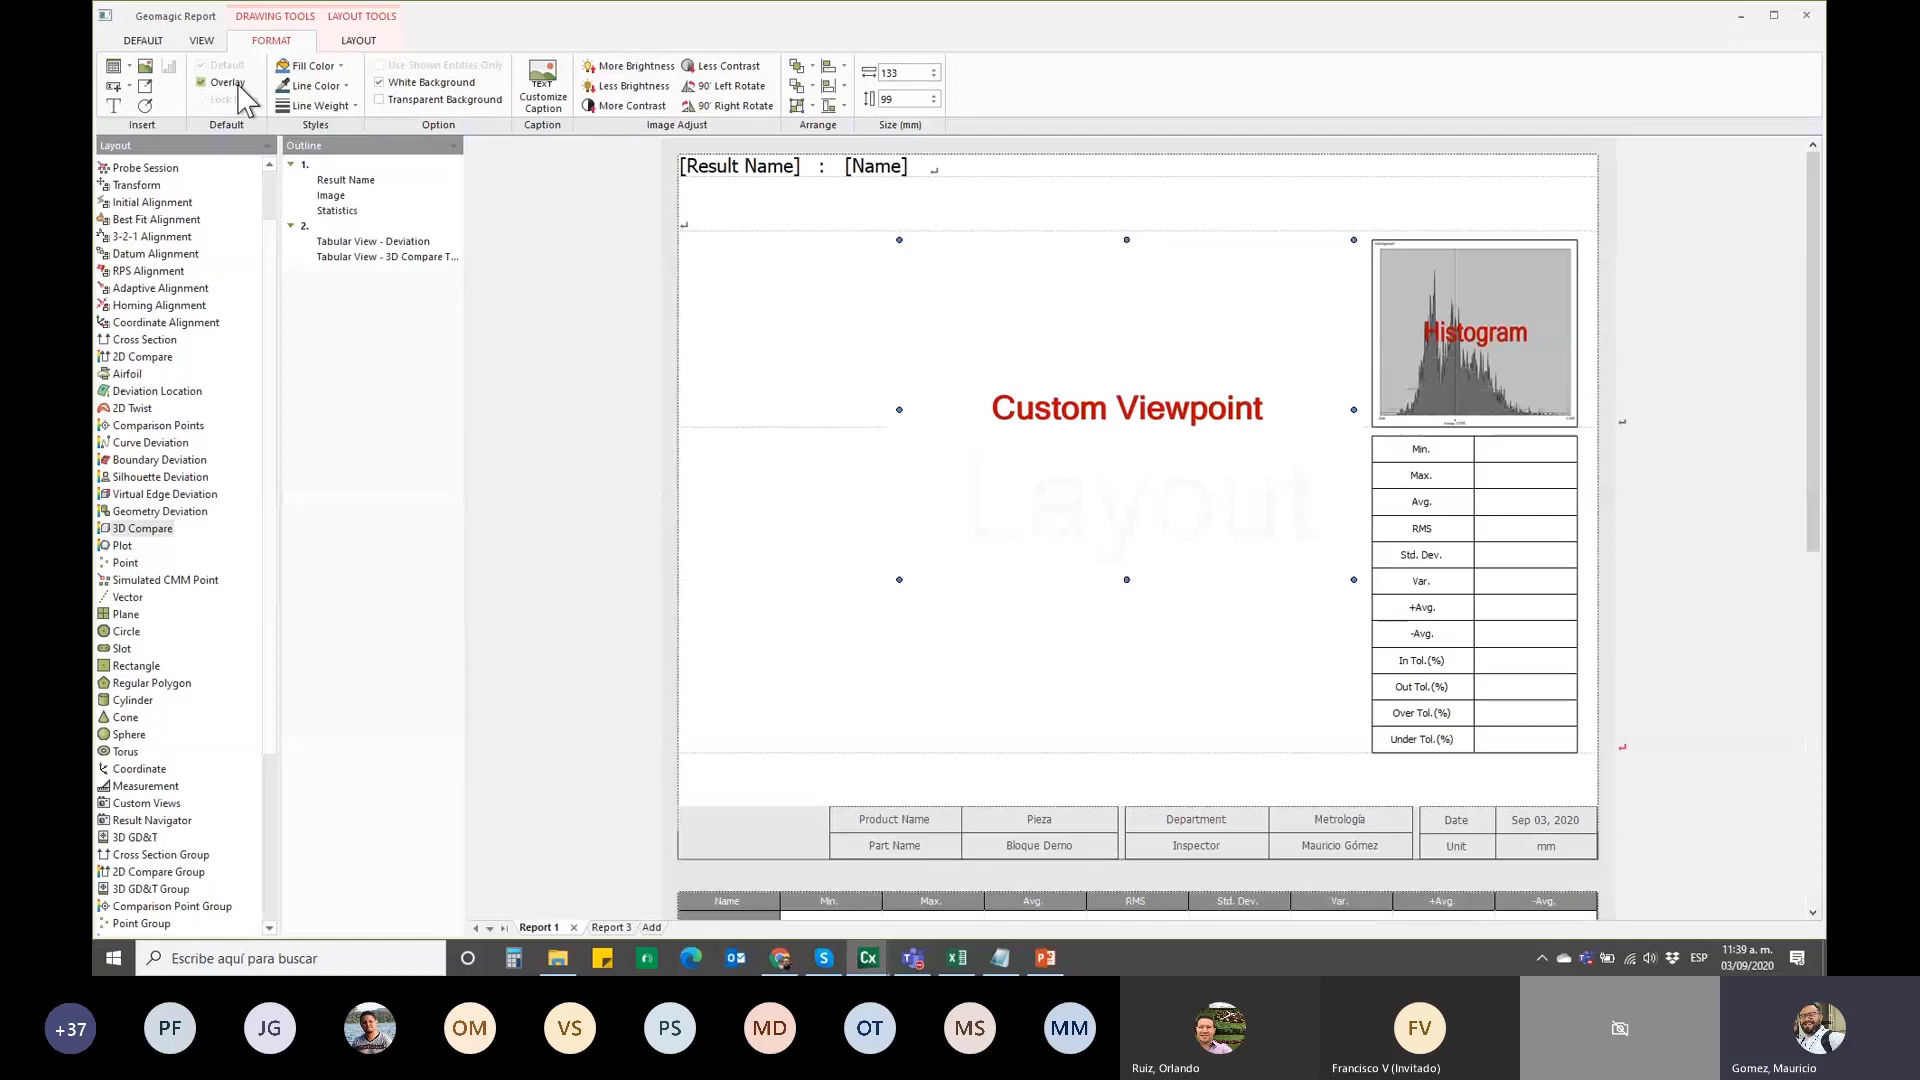 Geomagic Report
DRAWING TOOLS
LAYOUT TOOLS
DEFAULT
VIEW
FORMAT
LAYOUT
Default
Overlay
Fill Color
Line Color
Line Weight
Use Shown Entities Only
White Background
Transparent Background
TEXT
Customize
Caption
More Brightness
Less Brightness
More Contrast
Less Contrast
90˚ Left Rotate
90˚ Right Rotate
133
99
Insert
Default
Styles
Option
Caption
Image Adjust
Arrange
Size (mm)
Layout
Probe Session
Transform
Initial Alignment
Best Fit Alignment
3-2-1 Alignment
Datum Alignment
RPS Alignment
Adaptive Alignment
Homing Alignment
Coordinate Alignment
Cross Section
2D Compare
Airfoil
Deviation Location
2D Twist
Comparison Points
Curve Deviation
Boundary Deviation
Silhouette Deviation
Virtual Edge Deviation
Geometry Deviation
3D Compare
Plot
Point
Simulated CMM Point
Vector
Plane
Circle
Slot
Rectangle
Regular Polygon
Cylinder
Cone
Sphere
Torus
Coordinate
Measurement
Custom Views
Result Navigator
3D GD&T
Cross Section Group
2D Compare Group
3D GD&T Group
Comparison Point Group
Point Group
Outline
1.
Result Name
Image
Statistics
2.
Tabular View - Deviation
Tabular View - 3D Compare T...
[Result Name] : [Name]
Custom Viewpoint
Layout
Histogram
Min.
Max.
Avg.
RMS
Std. Dev.
Var.
+Avg.
-Avg.
In Tol.(%)
Out Tol.(%)
Over Tol.(%)
Under Tol.(%)
Product Name Pieza Department Metrología Date Sep 03, 2020
Part Name Bloque Demo Inspector Mauricio Gómez Unit mm
Name Min. Max. Avg. RMS Std. Dev. Var. +Avg. -Avg.
Report 1 Report 3 Add
Escribe aquí para buscar
Cx
ESP
11:39 a. m.
03/09/2020
+37
PF
JG
OM
VS
PS
MD
OT
MS
MM
FV
Ruiz, Orlando
Francisco V (Invitado)
Gomez, Mauricio